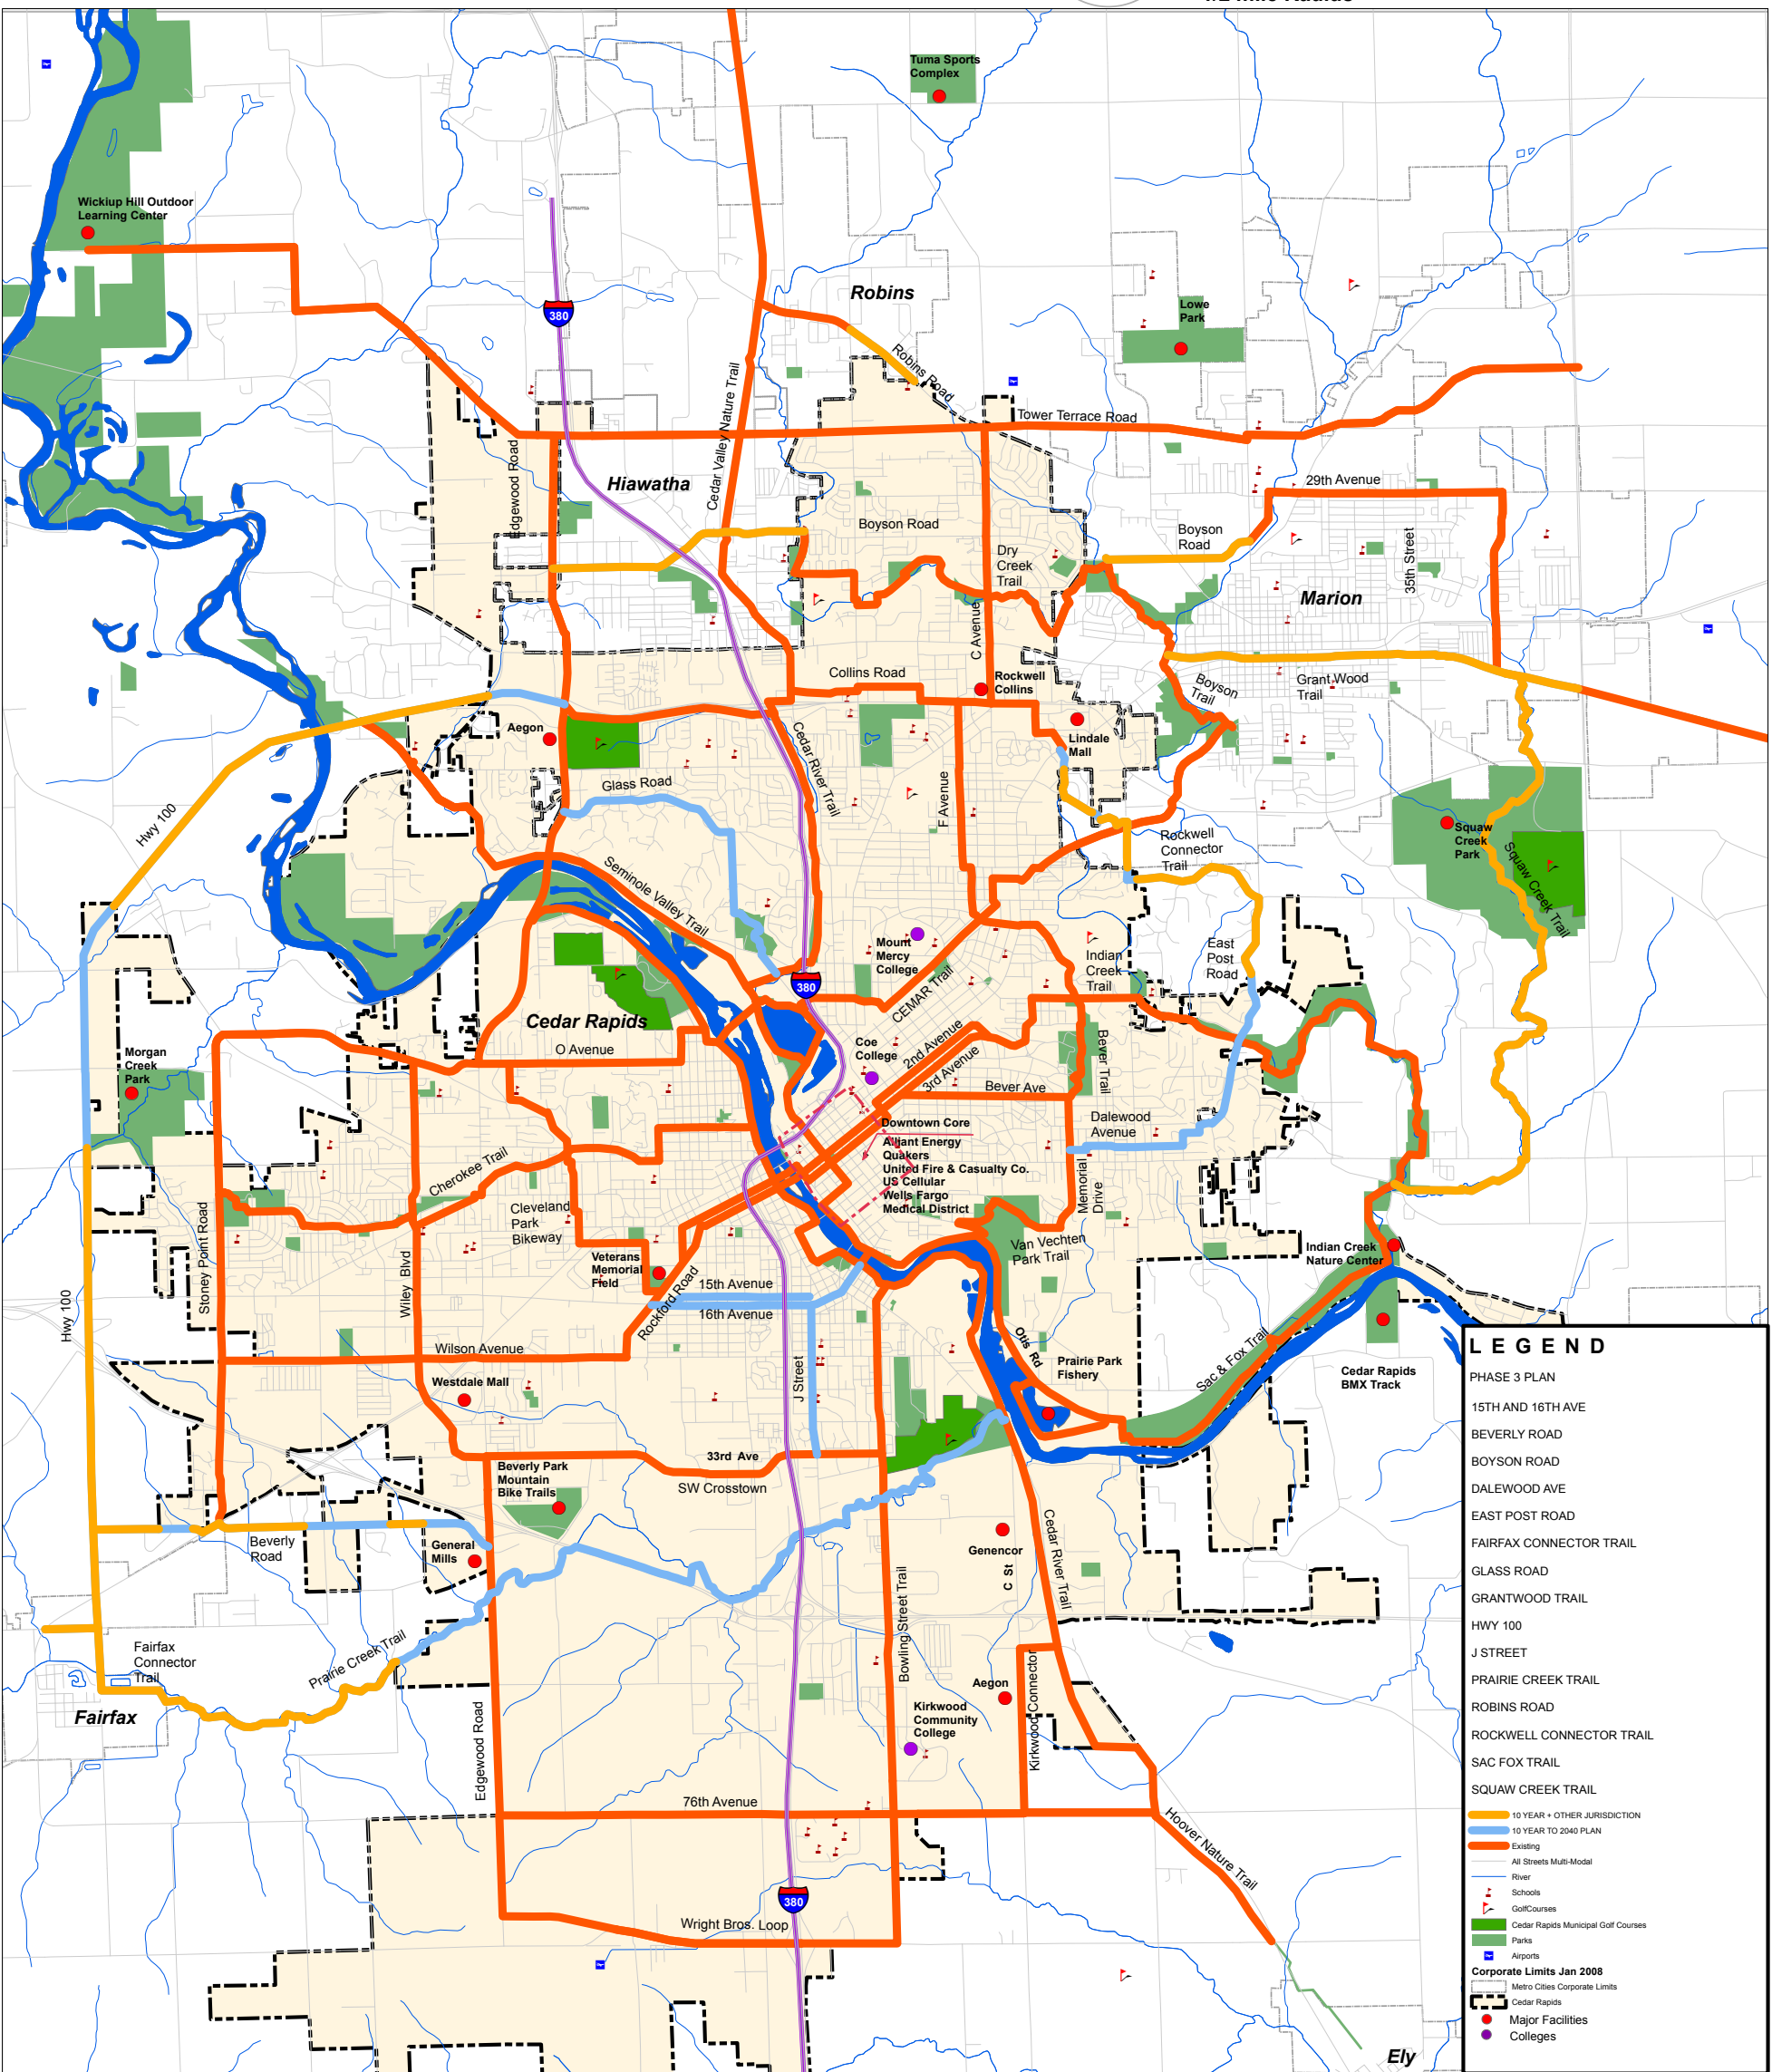 Tuma Sports
Complex
Wickiup Hill Outdoor
Learning Center
Robins
380
Lowe
Park
Robins Road
Cedar Valley Nature Trail
Tower Terrace Road
Edgewood Road
Hiawatha
29th Avenue
Boyson Road
Boyson
Road
35th Street
Dry
Creek
Trail
Marion
C Avenue
Collins Road
Rockwell
Collins
Boyson
Trail
Grant Wood
Trail
Aegon
Lindale
Mall
Cedar River Trail
Glass Road
F Avenue
Hwy 100
Rockwell
Connector
Trail
Squaw
Creek
Park
Squaw Creek Trail
Seminole Valley Trail
Mount
Mercy
College
Indian
Creek
Trail
East
Post
Road
380
CEMAR Trail
Cedar Rapids
O Avenue
Morgan
Creek
Park
Coe
College
2nd Avenue
3rd Avenue
Bever Trail
Bever Ave
Dalewood
Avenue
Downtown Core
Alliant Energy
Quakers
United Fire & Casualty Co.
US Cellular
Wells Fargo
Medical District
Cherokee Trail
Memorial
Drive
Cleveland
Park
Bikeway
Stoney Point Road
Van Vechten
Park Trail
Indian Creek
Nature Center
Veterans
Memorial
Field
15th Avenue
16th Avenue
Rockford Road
Wiley Blvd
Hwy 100
Wilson Avenue
Otis Rd
Sac & Fox Trail
Prairie Park
Fishery
Cedar Rapids
BMX Track
Westdale Mall
J Street
33rd Ave
SW Crosstown
Beverly Park
Mountain
Bike Trails
Beverly
Road
General
Mills
Genencor
C St
Cedar River Trail
Bowling Street Trail
Fairfax
Connector
Trail
Prairie Creek Trail
Fairfax
Aegon
Kirkwood
Community
College
Kirkwood Connector
Edgewood Road
76th Avenue
Hoover Nature Trail
380
Wright Bros. Loop
Ely
LEGEND
PHASE 3 PLAN
15TH AND 16TH AVE
BEVERLY ROAD
BOYSON ROAD
DALEWOOD AVE
EAST POST ROAD
FAIRFAX CONNECTOR TRAIL
GLASS ROAD
GRANTWOOD TRAIL
HWY 100
J STREET
PRAIRIE CREEK TRAIL
ROBINS ROAD
ROCKWELL CONNECTOR TRAIL
SAC FOX TRAIL
SQUAW CREEK TRAIL
10 YEAR + OTHER JURISDICTION
10 YEAR TO 2040 PLAN
Existing
All Streets Multi-Modal
River
Schools
GolfCourses
Cedar Rapids Municipal Golf Courses
Parks
Airports
Corporate Limits Jan 2008
Metro Cities Corporate Limits
Cedar Rapids
Major Facilities
Colleges